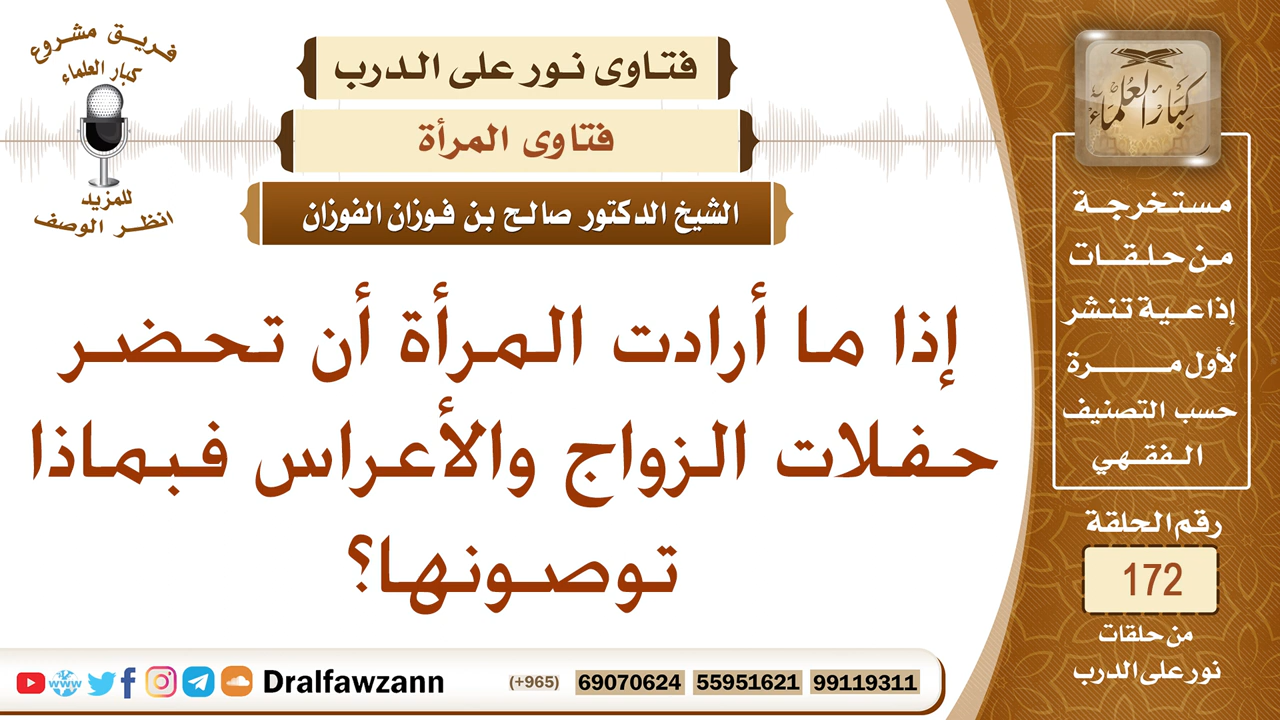 فريق مشروع
كبار العلماء
للمزيد
انظر الوصف
فتاوى نور على الدرب
فتاوى المرأة
الشيخ الدكتور صالح بن فوزان الفوزان
إذا ما أرادت المرأة أن تحضر
حفلات الزواج والأعراس فبماذا
توصونها؟
كبار العلماء
مستخرجة
من حلقات
إذاعية تنشر
لأول مرة
حسب التصنيف
الفقهي
رقم الحلقة
172
من حلقات
نور على الدرب
www Dralfawzann (+965) 69070624 55951621 99119311